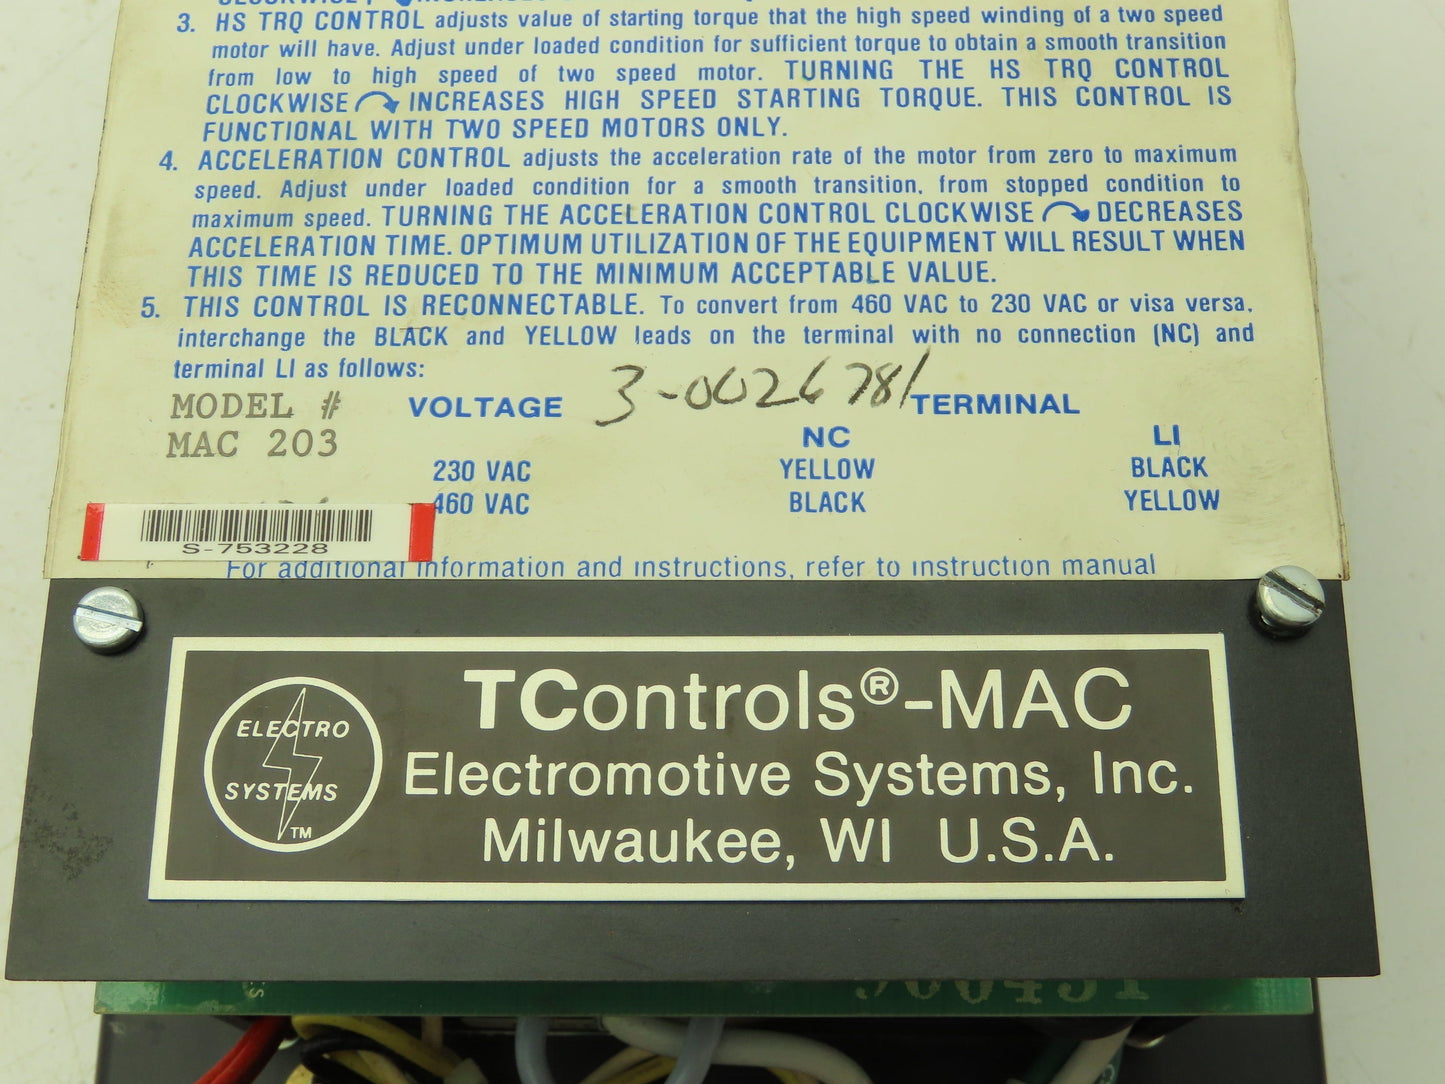 3. HS TRQ CONTROL adjusts value of starting torque that the high speed winding of a two speed
motor will have. Adjust under loaded condition for sufficient torque to obtain a smooth transition
from low to high speed of two speed motor. TURNING THE HS TRQ CONTROL
CLOCKWISE INCREASES HIGH SPEED STARTING TORQUE. THIS CONTROL IS
FUNCTIONAL WITH TWO SPEED MOTORS ONLY.
4. ACCELERATION CONTROL adjusts the acceleration rate of the motor from zero to maximum
speed. Adjust under loaded condition for a smooth transition, from stopped condition to
maximum speed. TURNING THE ACCELERATION CONTROL CLOCKWISE DECREASES
ACCELERATION TIME. OPTIMUM UTILIZATION OF THE EQUIPMENT WILL RESULT WHEN
THIS TIME IS REDUCED TO THE MINIMUM ACCEPTABLE VALUE.
5. THIS CONTROL IS RECONNECTABLE. To convert from 460 VAC to 230 VAC or visa versa,
interchange the BLACK and YELLOW leads on the terminal with no connection (NC) and
terminal LI as follows:
MODEL # VOLTAGE 3-0026781 TERMINAL
MAC 203 NC LI
230 VAC YELLOW BLACK
460 VAC BLACK YELLOW
S-753228
For additional information and instructions, refer to instruction manual
ELECTRO
SYSTEMS
TM
TControls®-MAC
Electromotive Systems, Inc.
Milwaukee, WI U.S.A.